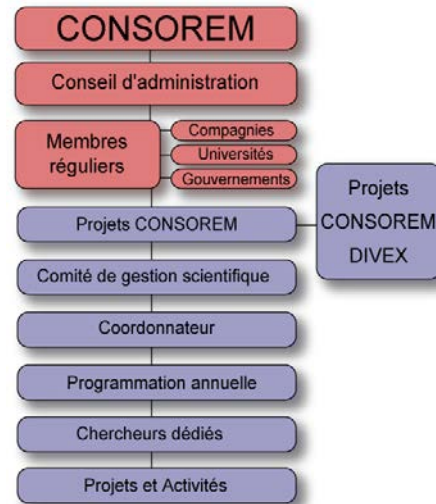 CONSOREM
Conseil d'administration
Membres
réguliers
Compagnies
Universités
Gouvernements
Projets CONSOREM
Projets
CONSOREM
DIVEX
Comité de gestion scientifique
Coordonnateur
Programmation annuelle
Chercheurs dédiés
Projets et Activités